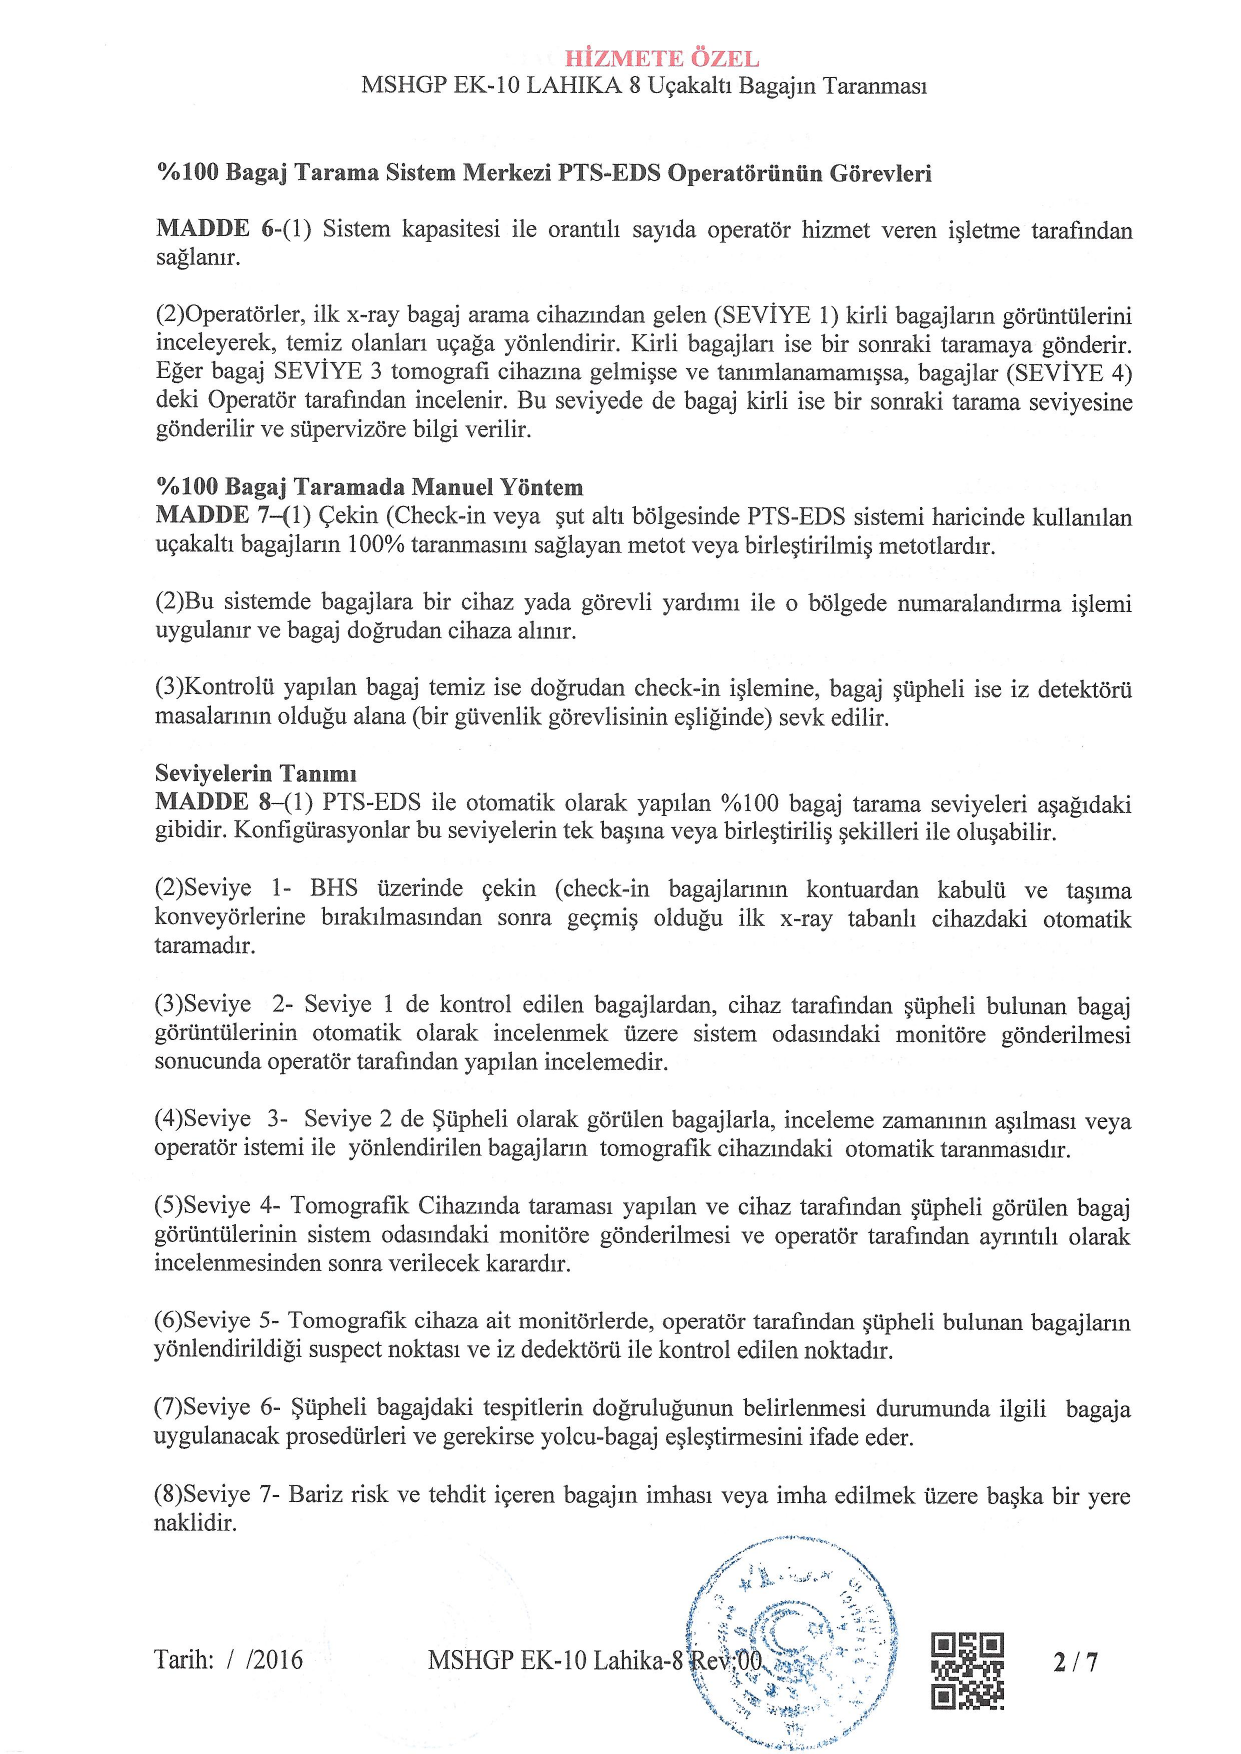 HİZMETE ÖZEL
MSHGP EK-10 LAHIKA 8 Uçakaltı Bagajın Taranması
%100 Bagaj Tarama Sistem Merkezi PTS-EDS Operatörünün Görevleri
MADDE 6-(1) Sistem kapasitesi ile orantılı sayıda operatör hizmet veren işletme tarafından
sağlanır.
(2)Operatörler, ilk x-ray bagaj arama cihazından gelen (SEVİYE 1) kirli bagajların görüntülerini
inceleyerek, temiz olanları uçağa yönlendirir. Kirli bagajları ise bir sonraki taramaya gönderir.
Eğer bagaj SEVİYE 3 tomografi cihazına gelmişse ve tanımlanamamışsa, bagajlar (SEVİYE 4)
deki Operatör tarafından incelenir. Bu seviyede de bagaj kirli ise bir sonraki tarama seviyesine
gönderilir ve süpervizöre bilgi verilir.
%100 Bagaj Taramada Manuel Yöntem
MADDE 7–(1) Çekin (Check-in veya şut altı bölgesinde PTS-EDS sistemi haricinde kullanılan
uçakaltı bagajların 100% taranmasını sağlayan metot veya birleştirilmiş metotlardır.
(2)Bu sistemde bagajlara bir cihaz yada görevli yardımı ile o bölgede numaralandırma işlemi
uygulanır ve bagaj doğrudan cihaza alınır.
(3)Kontrolü yapılan bagaj temiz ise doğrudan check-in işlemine, bagaj şüpheli ise iz detektörü
masalarının olduğu alana (bir güvenlik görevlisinin eşliğinde) sevk edilir.
Seviyelerin Tanımı
MADDE 8–(1) PTS-EDS ile otomatik olarak yapılan %100 bagaj tarama seviyeleri aşağıdaki
gibidir. Konfigürasyonlar bu seviyelerin tek başına veya birleştiriliş şekilleri ile oluşabilir.
(2)Seviye 1- BHS üzerinde çekin (check-in bagajlarının kontuardan kabulü ve taşıma
konveyörlerine bırakılmasından sonra geçmiş olduğu ilk x-ray tabanlı cihazdaki otomatik
taramadır.
(3)Seviye 2- Seviye 1 de kontrol edilen bagajlardan, cihaz tarafından şüpheli bulunan bagaj
görüntülerinin otomatik olarak incelenmek üzere sistem odasındaki monitöre gönderilmesi
sonucunda operatör tarafından yapılan incelemedir.
(4)Seviye 3- Seviye 2 de Şüpheli olarak görülen bagajlarla, inceleme zamanının aşılması veya
operatör istemi ile yönlendirilen bagajların tomografik cihazındaki otomatik taranmasıdır.
(5)Seviye 4- Tomografik Cihazında taraması yapılan ve cihaz tarafından şüpheli görülen bagaj
görüntülerinin sistem odasındaki monitöre gönderilmesi ve operatör tarafından ayrıntılı olarak
incelenmesinden sonra verilecek karardır.
(6)Seviye 5- Tomografik cihaza ait monitörlerde, operatör tarafından şüpheli bulunan bagajların
yönlendirildiği suspect noktası ve iz dedektörü ile kontrol edilen noktadır.
(7)Seviye 6- Şüpheli bagajdaki tespitlerin doğruluğunun belirlenmesi durumunda ilgili bagaja
uygulanacak prosedürleri ve gerekirse yolcu-bagaj eşleştirmesini ifade eder.
(8)Seviye 7- Bariz risk ve tehdit içeren bagajın imhası veya imha edilmek üzere başka bir yere
naklidir.
Tarih: / /2016 MSHGP EK-10 Lahika-8 Rev:00 2 / 7